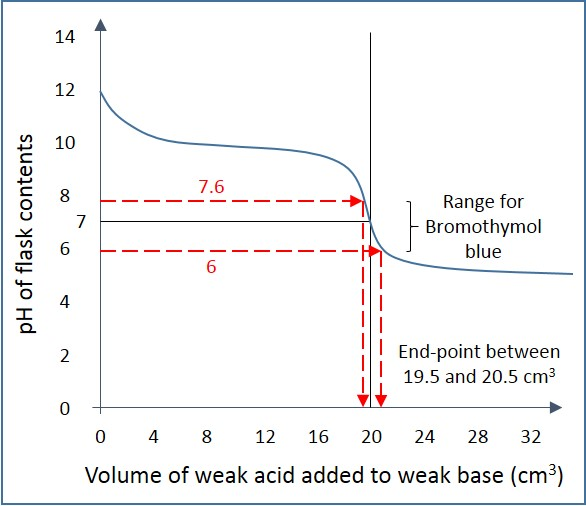 14
12
10
8
7
6
4
2
0
pH of flask contents
7.6
6
Range for
Bromothymol
blue
End-point between
19.5 and 20.5 cm³
0 4 8 12 16 20 24 28 32
Volume of weak acid added to weak base (cm³)